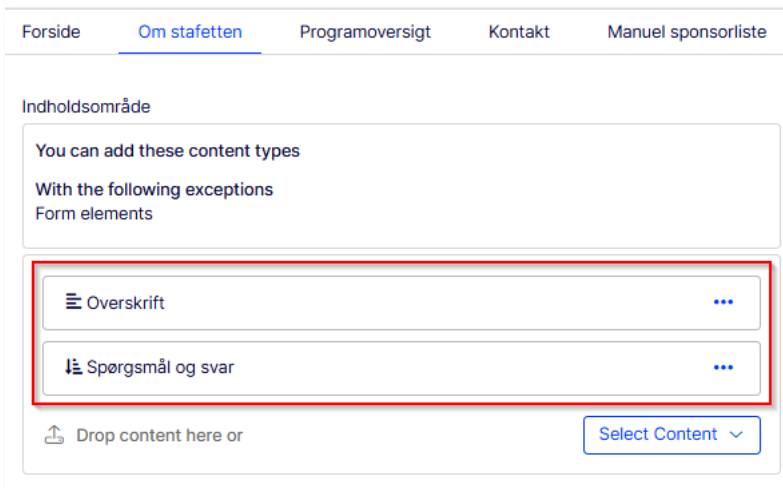 Forside Om stafetten Programoversigt Kontakt Manuel sponsorliste
Indholdsområde
You can add these content types
With the following exceptions
Form elements
Overskrift
Spørgsmål og svar
Drop content here or Select Content